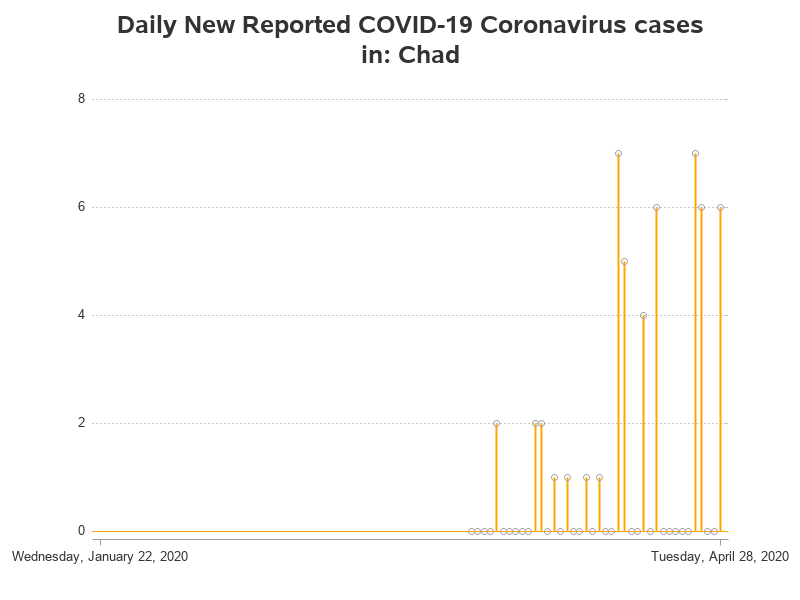 Daily New Reported COVID-19 Coronavirus cases
in: Chad
8
6
4
2
0
Wednesday, January 22, 2020 Tuesday, April 28, 2020